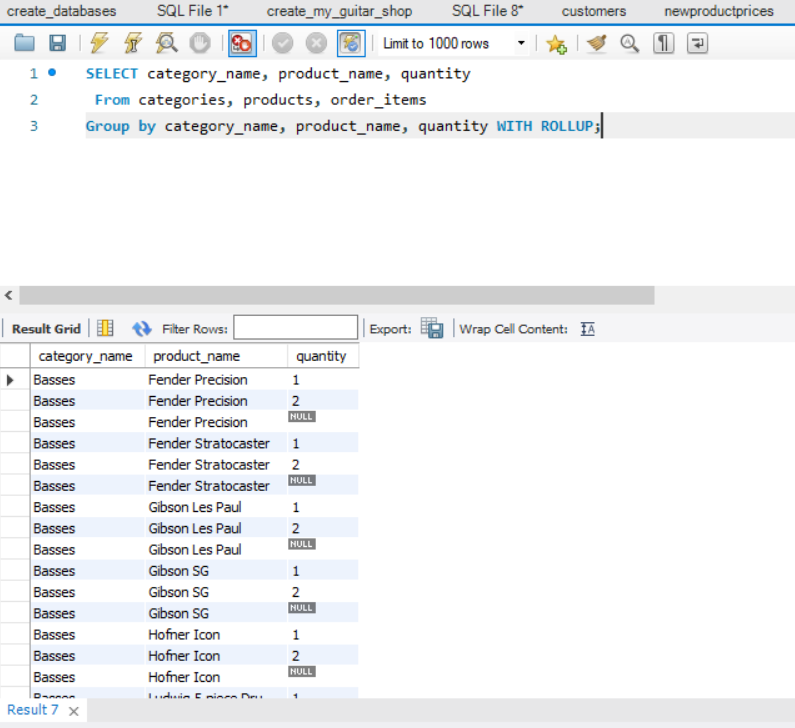 create_databases SQL File 1* create_my_guitar_shop SQL File 8* customers newproductprices
Limit to 1000 rows
1 SELECT category_name, product_name, quantity
2 From categories, products, order_items
3 Group by category_name, product_name, quantity WITH ROLLUP;
Result Grid Filter Rows: Export: Wrap Cell Content:
category_name product_name quantity
Basses Fender Precision 1
Basses Fender Precision 2
Basses Fender Precision NULL
Basses Fender Stratocaster 1
Basses Fender Stratocaster 2
Basses Fender Stratocaster NULL
Basses Gibson Les Paul 1
Basses Gibson Les Paul 2
Basses Gibson Les Paul NULL
Basses Gibson SG 1
Basses Gibson SG 2
Basses Gibson SG NULL
Basses Hofner Icon 1
Basses Hofner Icon 2
Basses Hofner Icon NULL
Basses Ludwig 5-piece Dru 1
Result 7